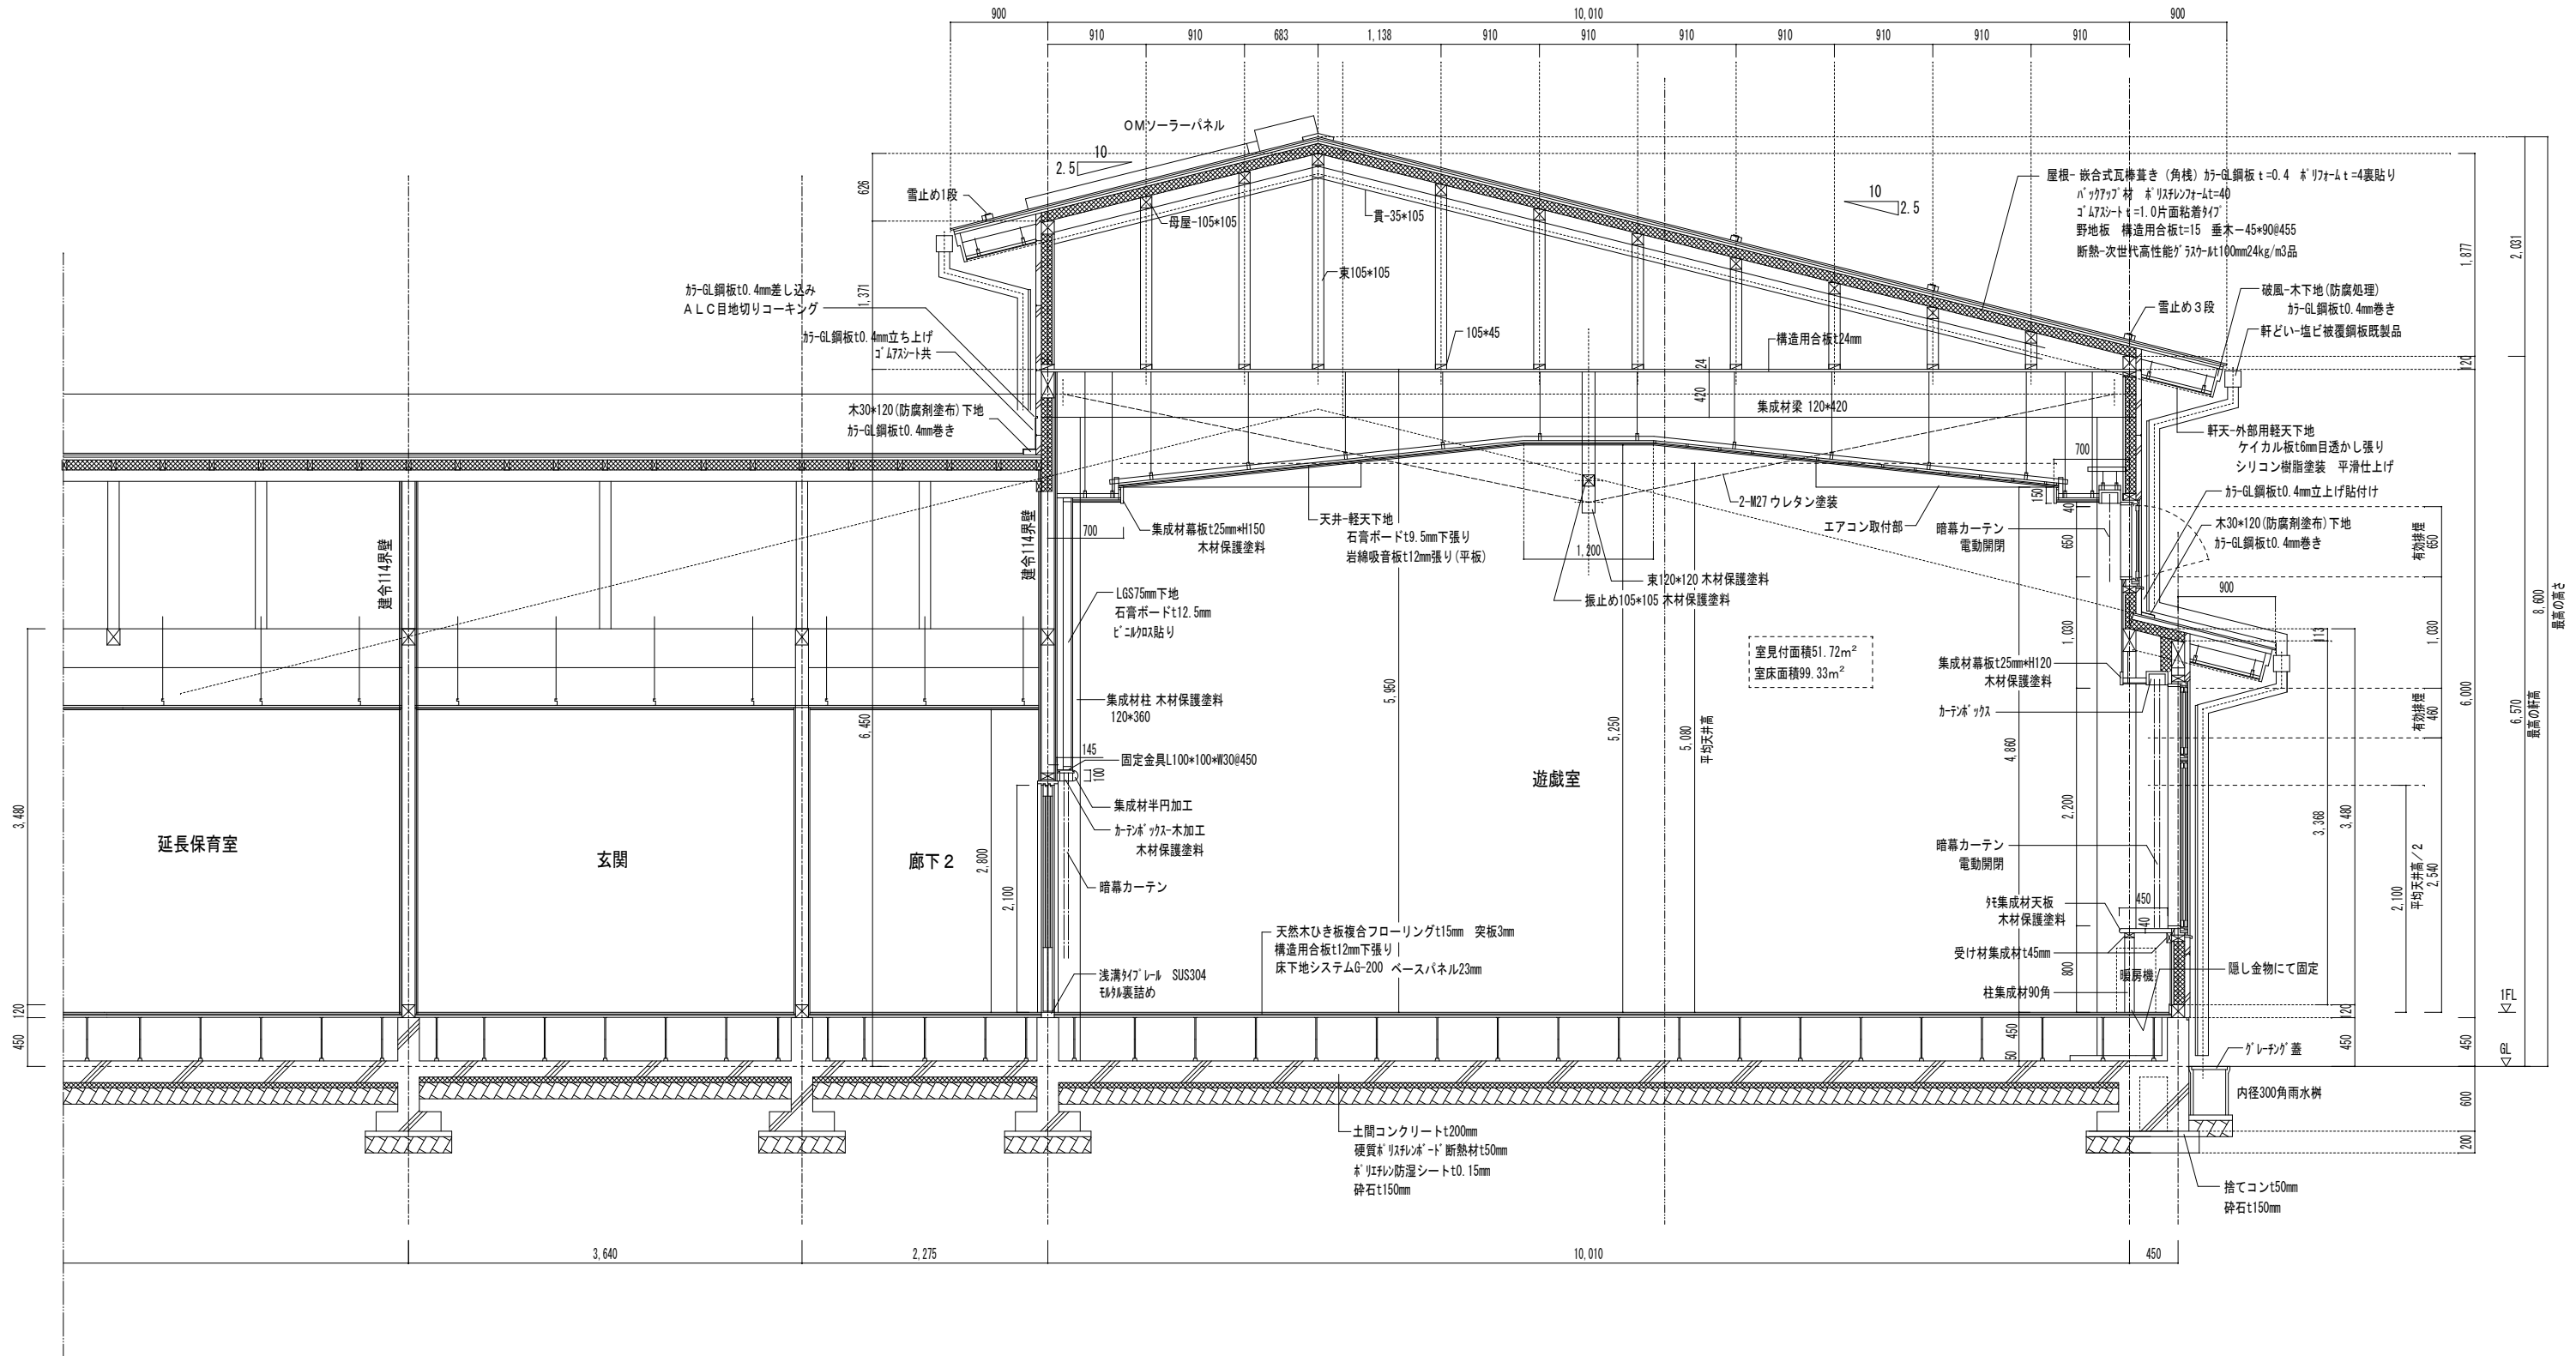 900
10,010
900
910
910
683
1,138
910
910
910
910
910
910
910
OMソーラーパネル
10
2.5
10
2.5
雪止め1段
母屋-105*105
貫-35*105
束105*105
105*45
構造用合板t24mm
屋根- 嵌合式瓦棒葺き (角桟) ｶﾗｰGL鋼板 t=0.4 ﾎﾟﾘﾌｫｰﾑ t=4裏貼り
ﾊﾞｯｸｱｯﾌﾟ材 ﾎﾟﾘｽﾁﾚﾝﾌｫｰﾑt=40
ｺﾞﾑｱｽｼｰﾄ t=1.0片面粘着ﾀｲﾌﾟ
野地板 構造用合板t=15 垂木-45*90@455
断熱-次世代高性能ｸﾞﾗｽｳｰﾙt100mm24kg/m3品
破風-木下地(防腐処理)
ｶﾗｰGL鋼板t0.4mm巻き
軒どい-塩ビ被覆鋼板既製品
雪止め３段
626
1,371
6,450
1,877
2,031
120
6,000
8,600
最高の高さ
6,570
最高の軒高
ｶﾗｰGL鋼板t0.4mm差し込み
ＡＬＣ目地切りコーキング
ｶﾗｰGL鋼板t0.4mm立ち上げ
ｺﾞﾑｱｽｼｰﾄ共
木30*120(防腐剤塗布)下地
ｶﾗｰGL鋼板t0.4mm巻き
24
420
集成材梁 120*420
700
150
軒天-外部用軽天下地
ケイカル板t6mm目透かし張り
シリコン樹脂塗装 平滑仕上げ
ｶﾗｰGL鋼板t0.4mm立上げ貼付け
木30*120(防腐剤塗布)下地
ｶﾗｰGL鋼板t0.4mm巻き
建令114界壁
建令114界壁
700
集成材幕板t25mm*H150
木材保護塗料
天井-軽天下地
石膏ボードt9.5mm下張り
岩綿吸音板t12mm張り(平板)
2-M27 ウレタン塗装
エアコン取付部
1,200
束120*120 木材保護塗料
振止め105*105 木材保護塗料
暗幕カーテン
電動開閉
40
650
1,030
有効排煙
650
900
1,030
113
有効排煙
460
LGS75mm下地
石膏ボードt12.5mm
ﾋﾞﾆﾙｸﾛｽ貼り
室見付面積51.72m²
室床面積99.33m²
集成材幕板t25mm*H120
木材保護塗料
ｶｰﾃﾝﾎﾞｯｸｽ
集成材柱 木材保護塗料
120*360
145
固定金具L100*100*W30@450
100
集成材半円加工
ｶｰﾃﾝﾎﾞｯｸｽ-木加工
木材保護塗料
暗幕カーテン
5,950
5,250
5,080
平均天井高
4,860
2,200
800
3,368
3,480
2,100
平均天井高/2
2,540
3,480
120
450
延長保育室
玄関
廊下２
2,800
2,100
遊戯室
暗幕カーテン
電動開閉
450
40
ﾀﾓ集成材天板
木材保護塗料
受け材集成材t45mm
暖房機
隠し金物にて固定
柱集成材90角
天然木ひき板複合フローリングt15mm 突板3mm
構造用合板t12mm下張り
床下地システムG-200 ベースパネル23mm
浅溝ﾀｲﾌﾟﾚｰﾙ SUS304
ﾓﾙﾀﾙ裏詰め
450
50
120
450
450
1FL
GL
ｸﾞﾚｰﾁﾝｸﾞ蓋
内径300角雨水桝
600
200
土間コンクリートt200mm
硬質ﾎﾟﾘｽﾁﾚﾝﾎﾞｰﾄﾞ断熱材t50mm
ﾎﾟﾘｴﾁﾚﾝ防湿シートt0.15mm
砕石t150mm
捨てコンt50mm
砕石t150mm
3,640
2,275
10,010
450